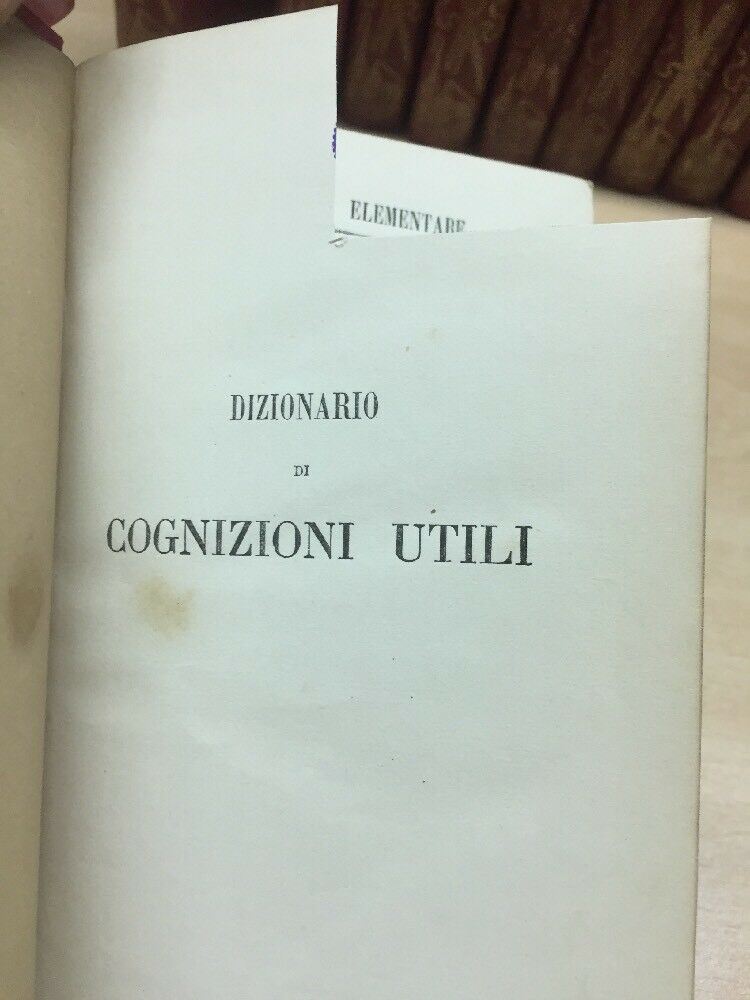 ELEMENTARE
DIZIONARIO
DI
COGNIZIONI UTILI